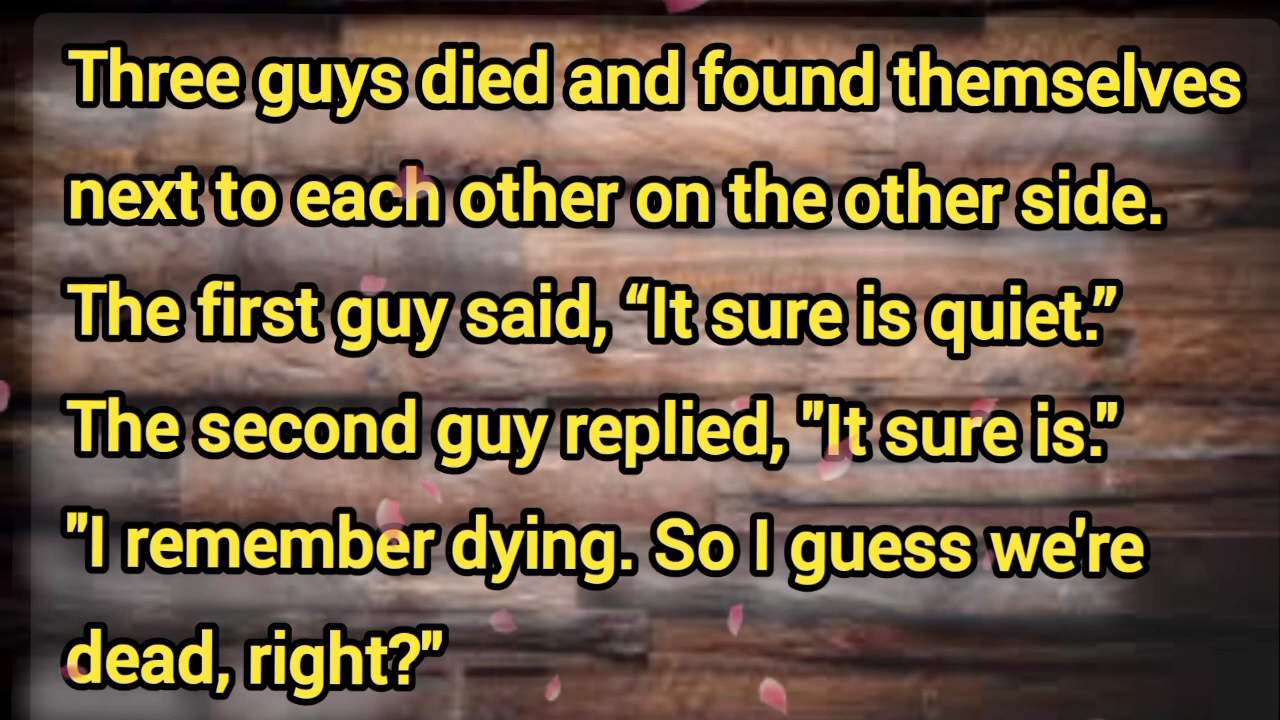 Three guys died and found themselves
next to each other on the other side.
The first guy said, “It sure is quiet.”
The second guy replied, "It sure is."
"I remember dying. So I guess we're
dead, right?"